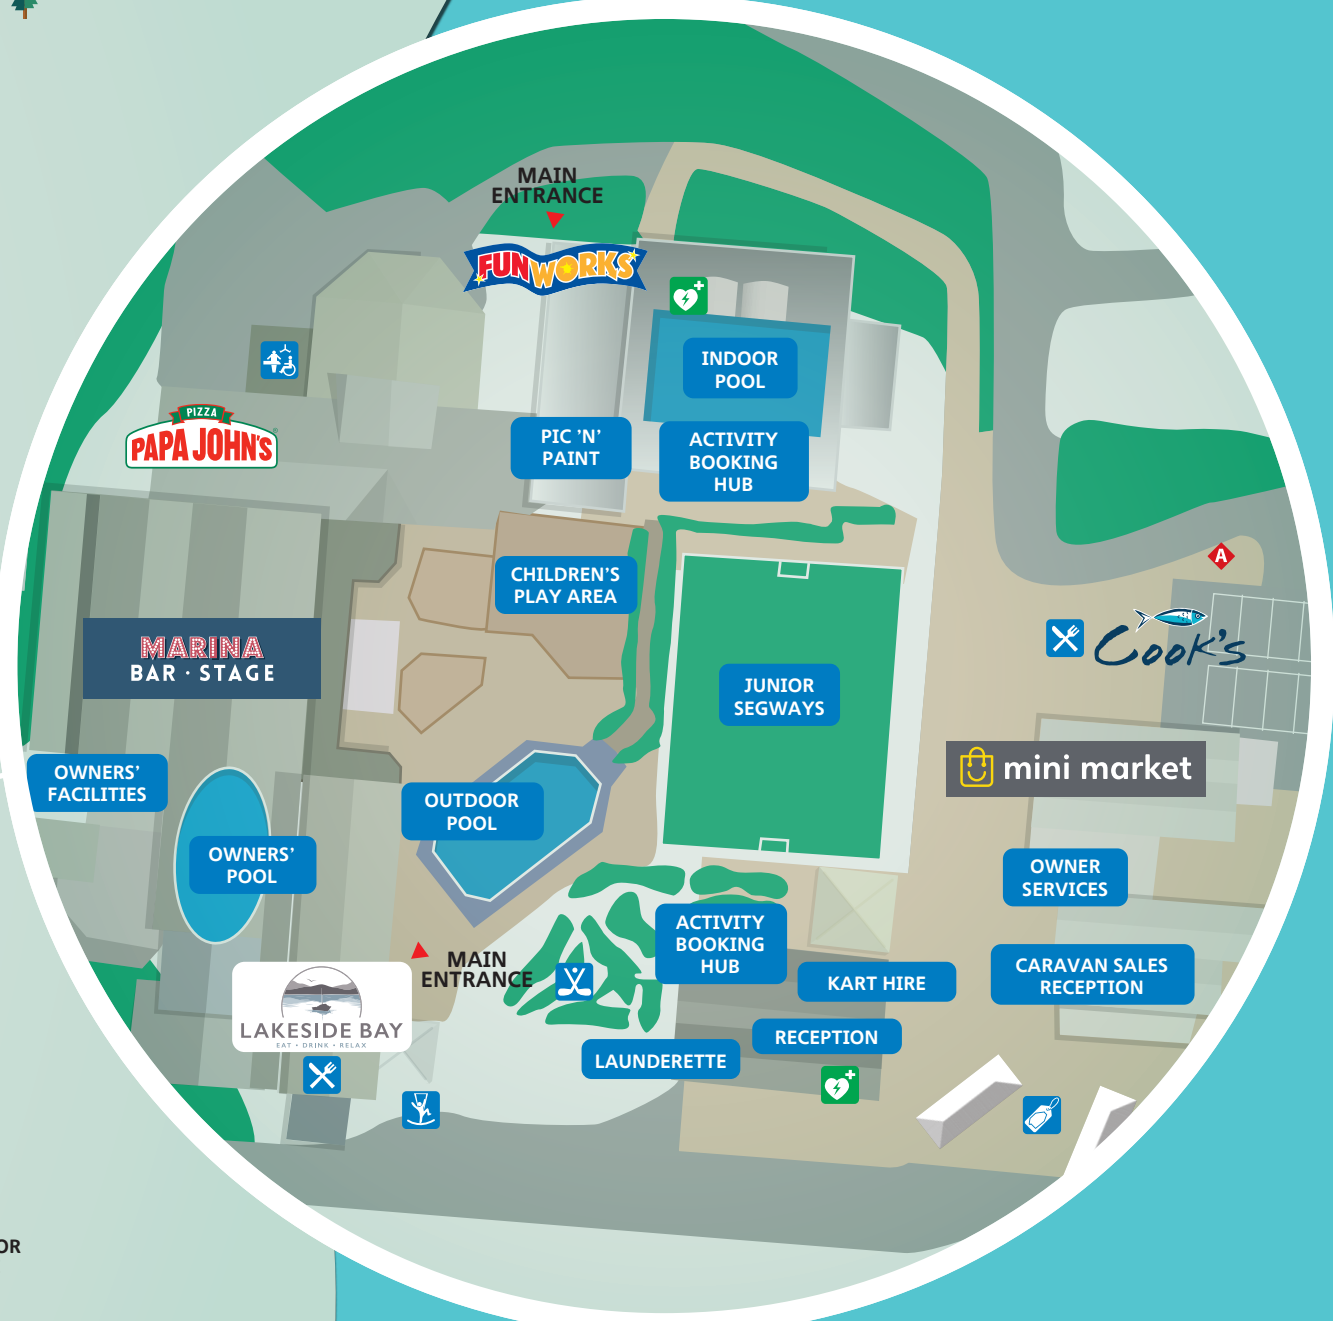 MAIN
ENTRANCE
FUNWORKS
INDOOR
POOL
PIZZA
PAPA JOHN'S
®
PIC ’N’
PAINT
ACTIVITY
BOOKING
HUB
A
CHILDREN’S
PLAY AREA
Cook's
MARINA
BAR · STAGE
JUNIOR
SEGWAYS
mini market
OWNERS’
FACILITIES
OUTDOOR
POOL
OWNERS’
POOL
OWNER
SERVICES
ACTIVITY
BOOKING
HUB
MAIN
ENTRANCE
KART HIRE
CARAVAN SALES
RECEPTION
LAKESIDE BAY
EAT • DRINK • RELAX
RECEPTION
LAUNDERETTE
OR